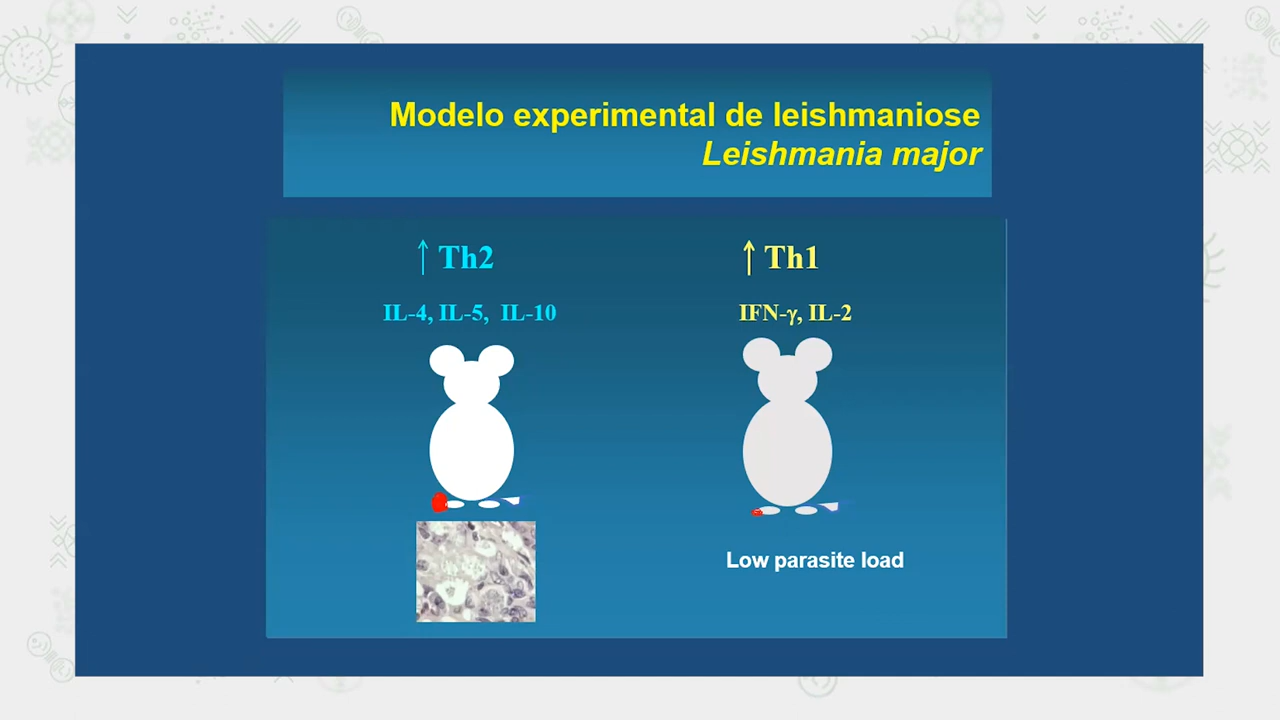 Modelo experimental de leishmaniose
Leishmania major
↑ Th2
IL-4, IL-5, IL-10
↑ Th1
IFN-γ, IL-2
Low parasite load